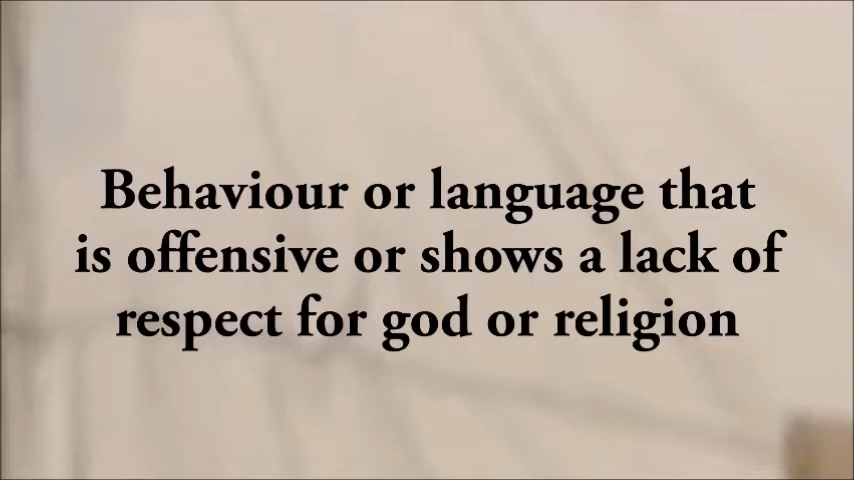 Behaviour or language that
is offensive or shows a lack of
respect for god or religion